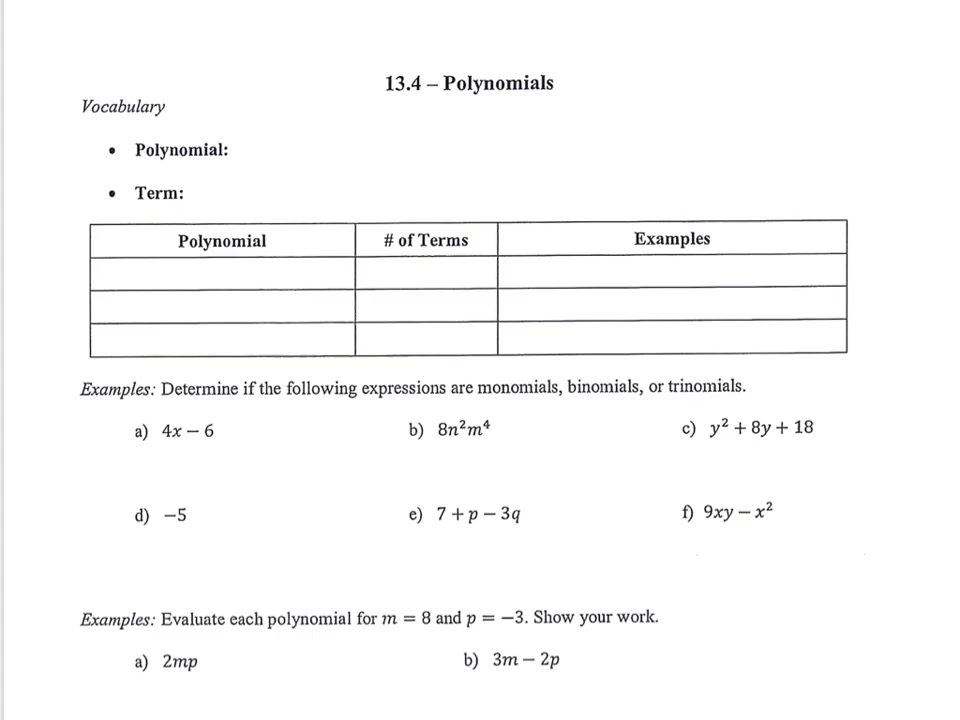 13.4 – Polynomials
Vocabulary
• Polynomial:
• Term:
Polynomial # of Terms Examples
Examples: Determine if the following expressions are monomials, binomials, or trinomials.
a) 4x − 6 b) 8n²m⁴ c) y² + 8y + 18
d) −5 e) 7 + p − 3q f) 9xy − x²
Examples: Evaluate each polynomial for m = 8 and p = −3. Show your work.
a) 2mp b) 3m − 2p